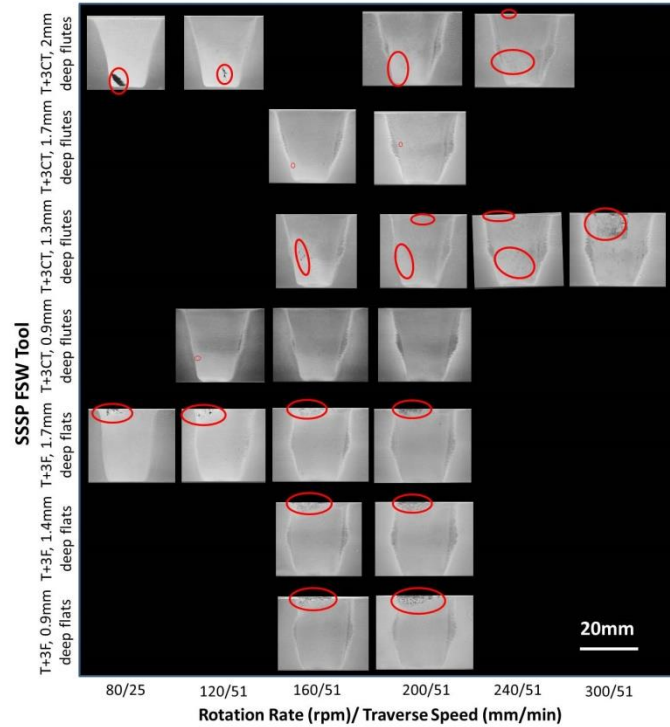 SSSP FSW Tool
T+3CT, 2mm
deep flutes
T+3CT, 1.7mm
deep flutes
T+3CT, 1.3mm
deep flutes
T+3CT, 0.9mm
deep flutes
T+3F, 1.7mm
deep flats
T+3F, 1.4mm
deep flats
T+3F, 0.9mm
deep flats
20mm
80/25 120/51 160/51 200/51 240/51 300/51
Rotation Rate (rpm)/ Traverse Speed (mm/min)